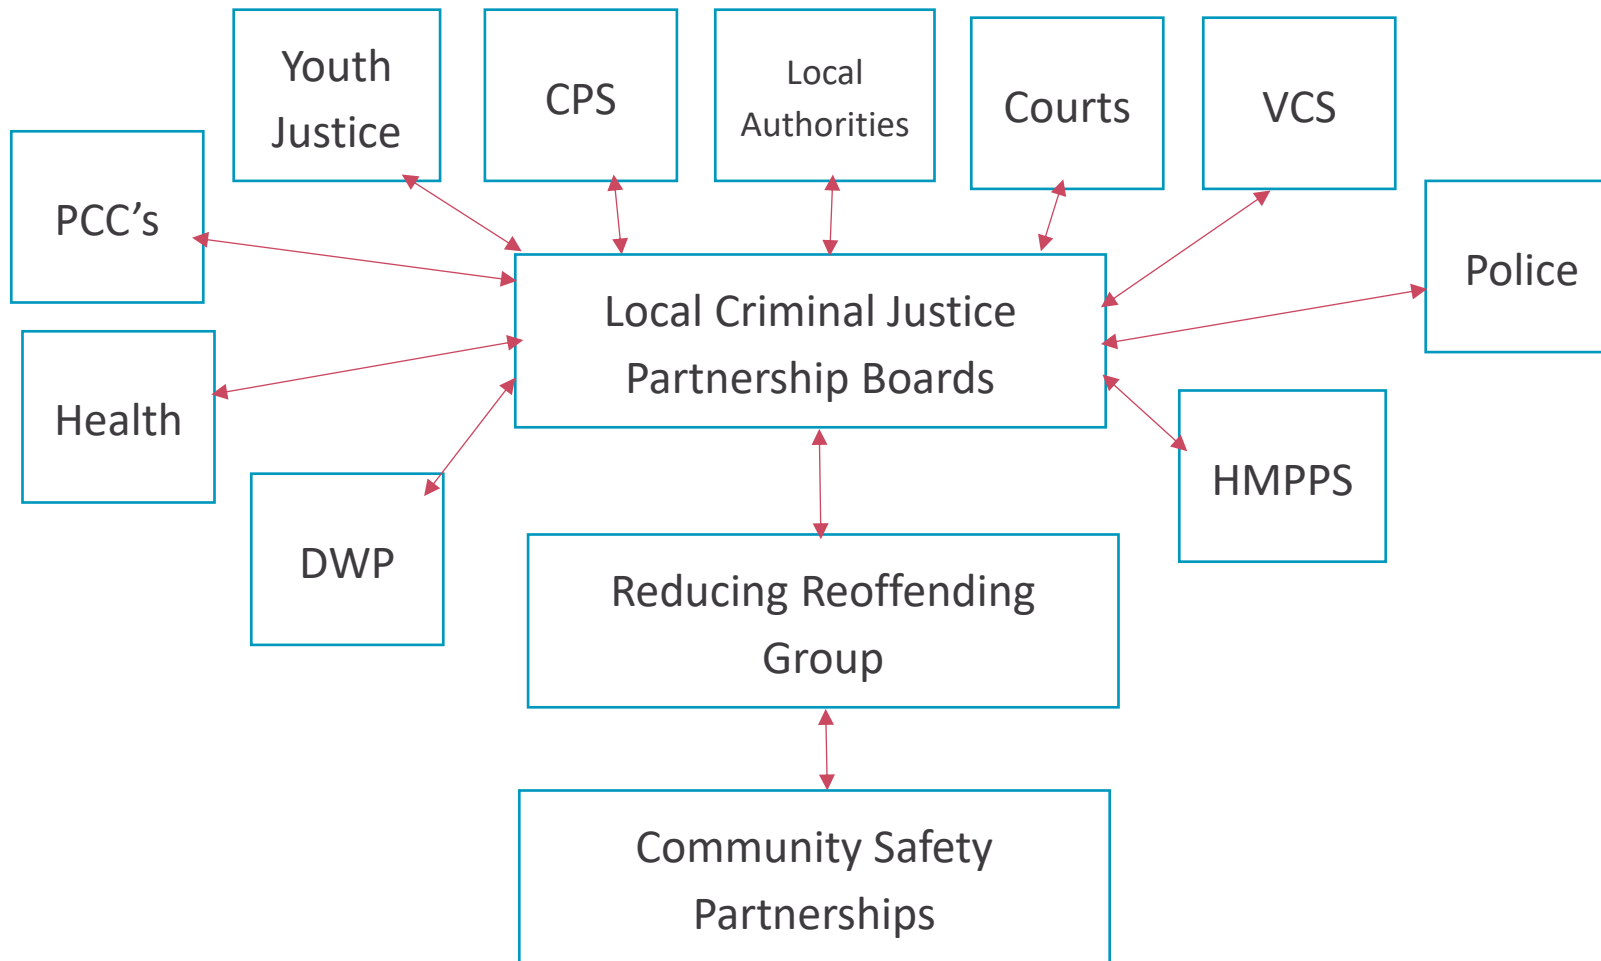 Youth
Justice
CPS
Local
Authorities
Courts
VCS
PCC’s
Police
Local Criminal Justice
Partnership Boards
Health
HMPPS
DWP
Reducing Reoffending
Group
Community Safety
Partnerships